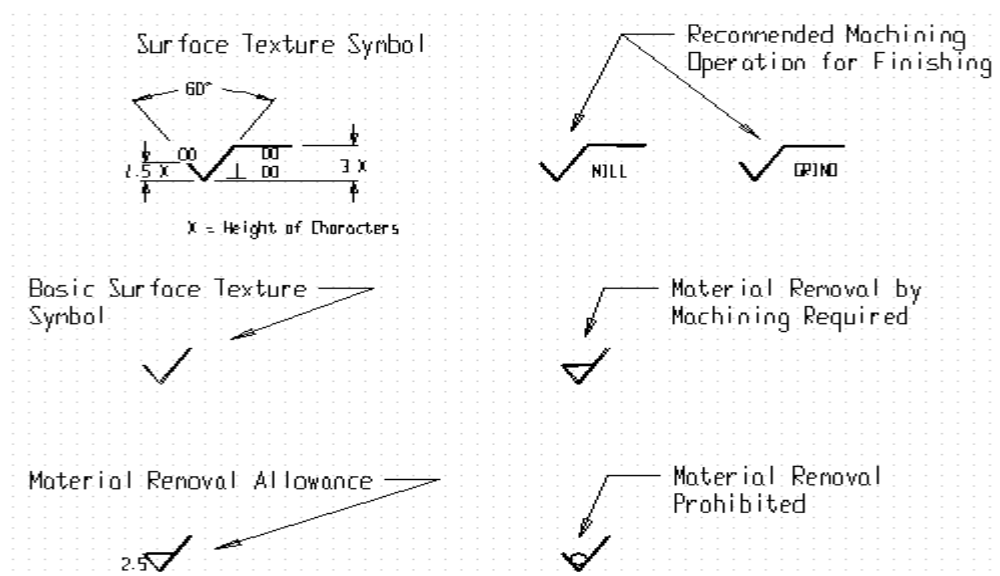 Surface Texture Symbol
60°
00
00
1.5 X
⊥ 00
3 X
X = Height of Characters
Recommended Machining
Operation for Finishing
MILL
GRIND
Basic Surface Texture
Symbol
Material Removal by
Machining Required
Material Removal Allowance
2.5
Material Removal
Prohibited